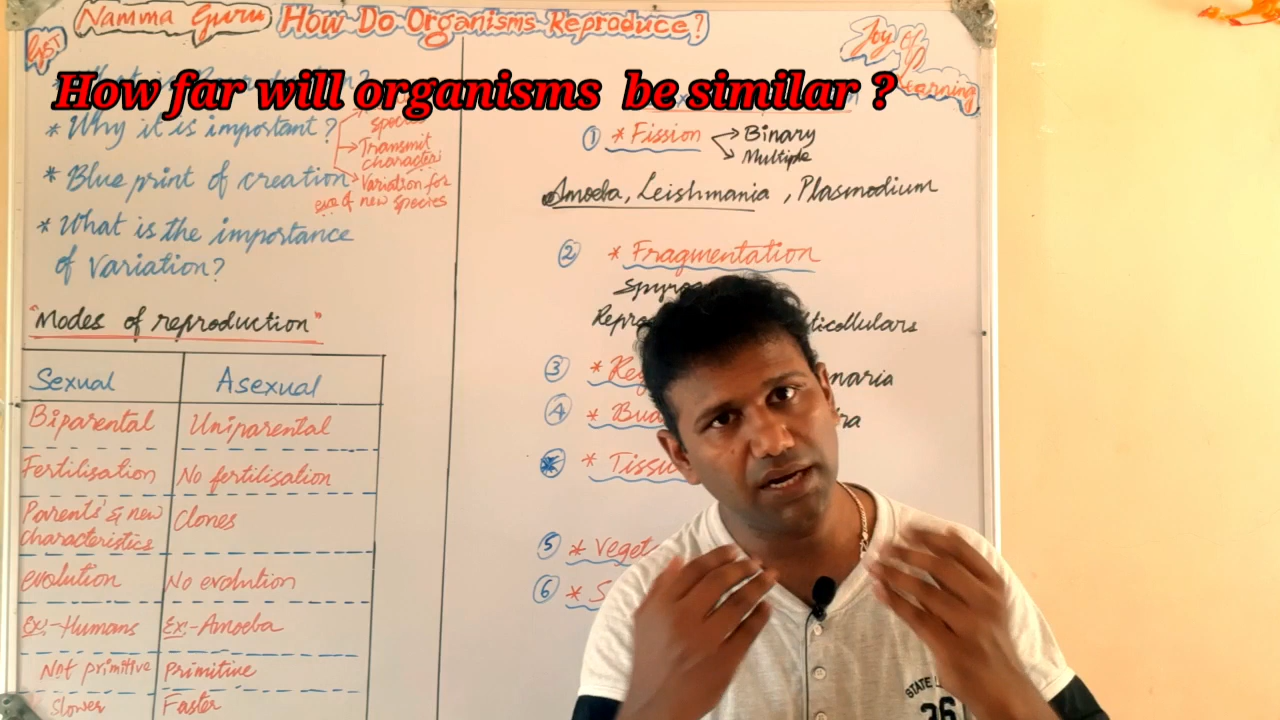 Namma Guru How Do Organisms Reproduce?
Joy of
Learning
How far will organisms be similar ?
* Why it is important?
species
Transmit
character
* Blue print of creation
Variation for
of new species
* What is the importance
of Variation?
"Modes of reproduction"
Sexual Asexual
Biparental Uniparental
Fertilisation No fertilisation
Parents & new Clones
characteristics
evolution No evolution
Ex:- Humans Ex:- Amoeba
Not primitive Primitive
Slower Faster
① * Fission Binary
Multiple
Amoeba, Leishmania , Plasmodium
② * Fragmentation
③ *
④ *
* Tissu
⑤ * Veget
⑥ * S
STATE
36